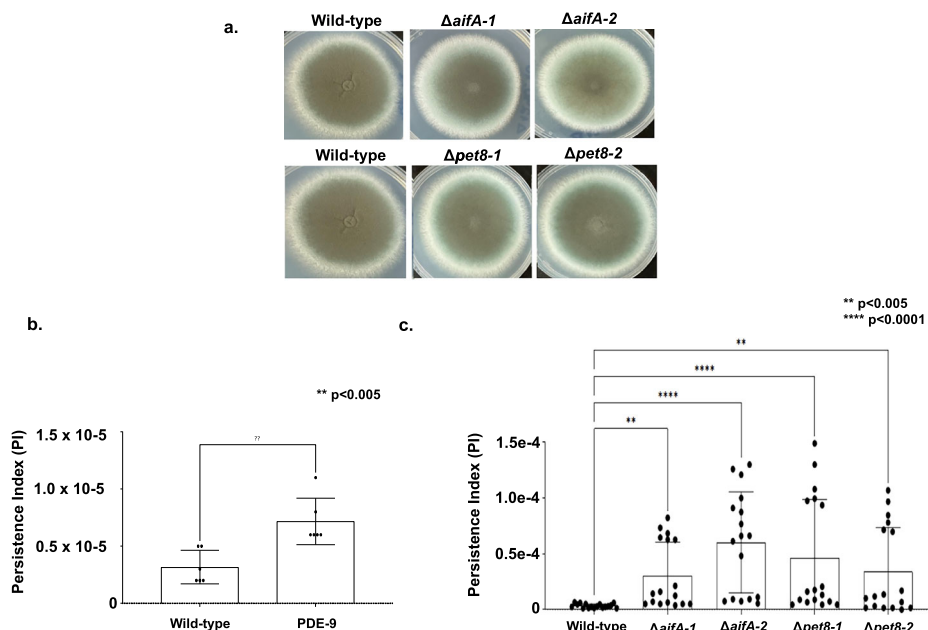 a.
Wild-type ΔaifA-1 ΔaifA-2
Wild-type Δpet8-1 Δpet8-2
b.
** p<0.005
Persistence Index (PI)
1.5 x 10-5
??
1.0 x 10-5
0.5 x 10-5
0
Wild-type PDE-9
c.
** p<0.005
**** p<0.0001
**
****
****
**
Persistence Index (PI)
1.5e-4
1.0e-4
0.5e-4
0
Wild-type ΔaifA-1 ΔaifA-2 Δpet8-1 Δpet8-2